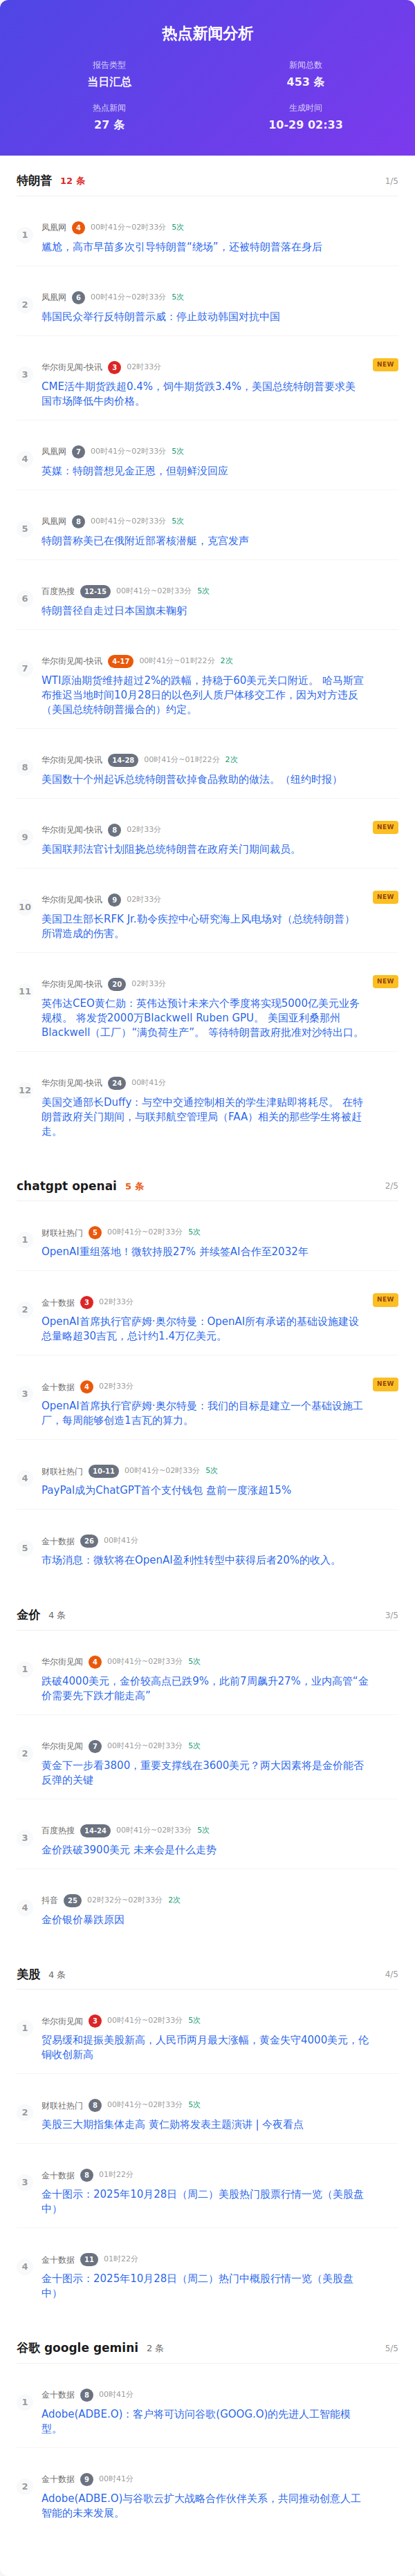 热点新闻分析
报告类型
当日汇总
新闻总数
453 条
热点新闻
27 条
生成时间
10-29 02:33
特朗普 12 条 1/5
1
凤凰网 4 00时41分~02时33分 5次
尴尬，高市早苗多次引导特朗普“绕场”，还被特朗普落在身后
2
凤凰网 6 00时41分~02时33分 5次
韩国民众举行反特朗普示威：停止鼓动韩国对抗中国
3
华尔街见闻-快讯 3 02时33分 NEW
CME活牛期货跌超0.4%，饲牛期货跌3.4%，美国总统特朗普要求美
国市场降低牛肉价格。
4
凤凰网 7 00时41分~02时33分 5次
英媒：特朗普想见金正恩，但朝鲜没回应
5
凤凰网 8 00时41分~02时33分 5次
特朗普称美已在俄附近部署核潜艇，克宫发声
6
百度热搜 12-15 00时41分~02时33分 5次
特朗普径自走过日本国旗未鞠躬
7
华尔街见闻-快讯 4-17 00时41分~01时22分 2次
WTI原油期货维持超过2%的跌幅，持稳于60美元关口附近。 哈马斯宣
布推迟当地时间10月28日的以色列人质尸体移交工作，因为对方违反
（美国总统特朗普撮合的）约定。
8
华尔街见闻-快讯 14-28 00时41分~01时22分 2次
美国数十个州起诉总统特朗普砍掉食品救助的做法。（纽约时报）
9
华尔街见闻-快讯 8 02时33分 NEW
美国联邦法官计划阻挠总统特朗普在政府关门期间裁员。
10
华尔街见闻-快讯 9 02时33分 NEW
美国卫生部长RFK Jr.勒令疾控中心研究海上风电场对（总统特朗普）
所谓造成的伤害。
11
华尔街见闻-快讯 20 02时33分 NEW
英伟达CEO黄仁勋：英伟达预计未来六个季度将实现5000亿美元业务
规模。 将发货2000万Blackwell Ruben GPU。 美国亚利桑那州
Blackwell（工厂）“满负荷生产”。 等待特朗普政府批准对沙特出口。
12
华尔街见闻-快讯 24 00时41分
美国交通部长Duffy：与空中交通控制相关的学生津贴即将耗尽。 在特
朗普政府关门期间，与联邦航空管理局（FAA）相关的那些学生将被赶
走。
chatgpt openai 5 条 2/5
1
财联社热门 5 00时41分~02时33分 5次
OpenAI重组落地！微软持股27% 并续签AI合作至2032年
2
金十数据 3 02时33分 NEW
OpenAI首席执行官萨姆·奥尔特曼：OpenAI所有承诺的基础设施建设
总量略超30吉瓦，总计约1.4万亿美元。
3
金十数据 4 02时33分 NEW
OpenAI首席执行官萨姆·奥尔特曼：我们的目标是建立一个基础设施工
厂，每周能够创造1吉瓦的算力。
4
财联社热门 10-11 00时41分~02时33分 5次
PayPal成为ChatGPT首个支付钱包 盘前一度涨超15%
5
金十数据 26 00时41分
市场消息：微软将在OpenAI盈利性转型中获得后者20%的收入。
金价 4 条 3/5
1
华尔街见闻 4 00时41分~02时33分 5次
跌破4000美元，金价较高点已跌9%，此前7周飙升27%，业内高管“金
价需要先下跌才能走高”
2
华尔街见闻 7 00时41分~02时33分 5次
黄金下一步看3800，重要支撑线在3600美元？两大因素将是金价能否
反弹的关键
3
百度热搜 14-24 00时41分~02时33分 5次
金价跌破3900美元 未来会是什么走势
4
抖音 25 02时32分~02时33分 2次
金价银价暴跌原因
美股 4 条 4/5
1
华尔街见闻 3 00时41分~02时33分 5次
贸易缓和提振美股新高，人民币两月最大涨幅，黄金失守4000美元，伦
铜收创新高
2
财联社热门 8 00时41分~02时33分 5次
美股三大期指集体走高 黄仁勋将发表主题演讲 | 今夜看点
3
金十数据 8 01时22分
金十图示：2025年10月28日（周二）美股热门股票行情一览（美股盘
中）
4
金十数据 11 01时22分
金十图示：2025年10月28日（周二）热门中概股行情一览（美股盘
中）
谷歌 google gemini 2 条 5/5
1
金十数据 8 00时41分
Adobe(ADBE.O)：客户将可访问谷歌(GOOG.O)的先进人工智能模
型。
2
金十数据 9 00时41分
Adobe(ADBE.O)与谷歌云扩大战略合作伙伴关系，共同推动创意人工
智能的未来发展。